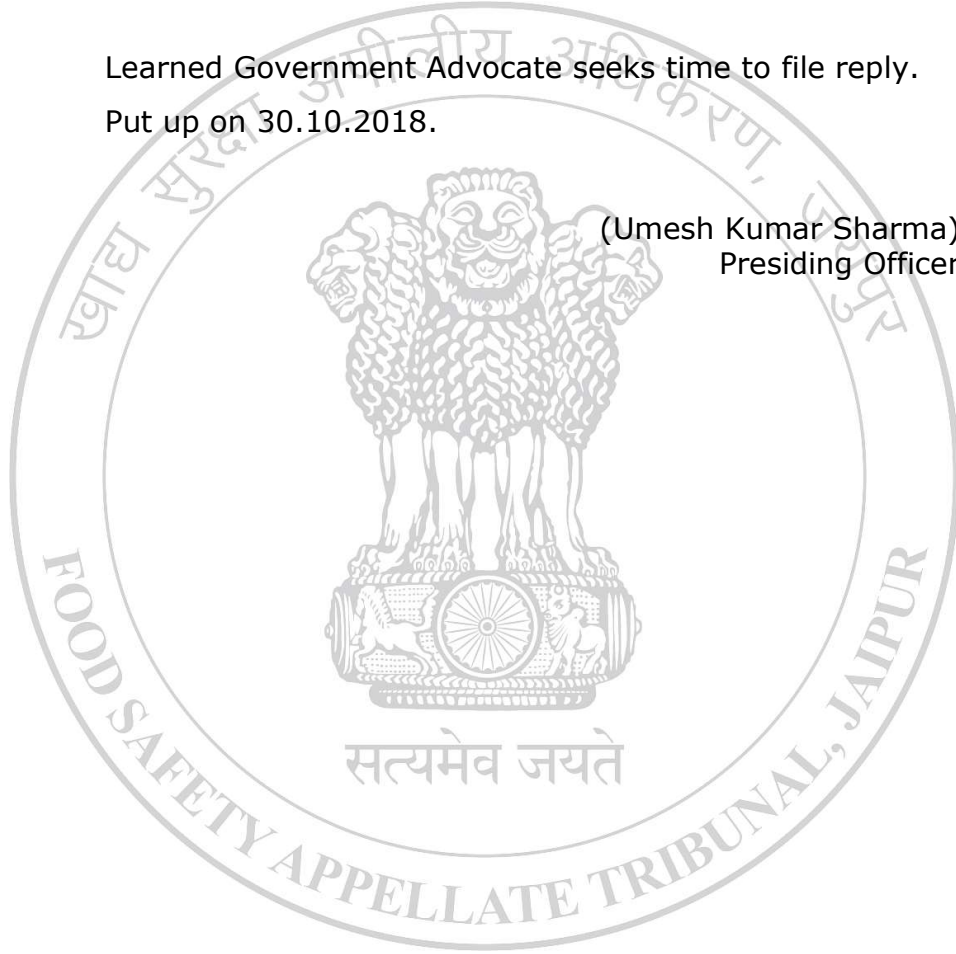 Learned Government Advocate seeks time to file reply.
Put up on 30.10.2018.
(Umesh Kumar Sharma)
Presiding Officer
खाद्य सुरक्षा अपीलीय अधिकरण, जयपुर
सत्यमेव जयते
FOOD SAFETY APPELLATE TRIBUNAL, JAIPUR